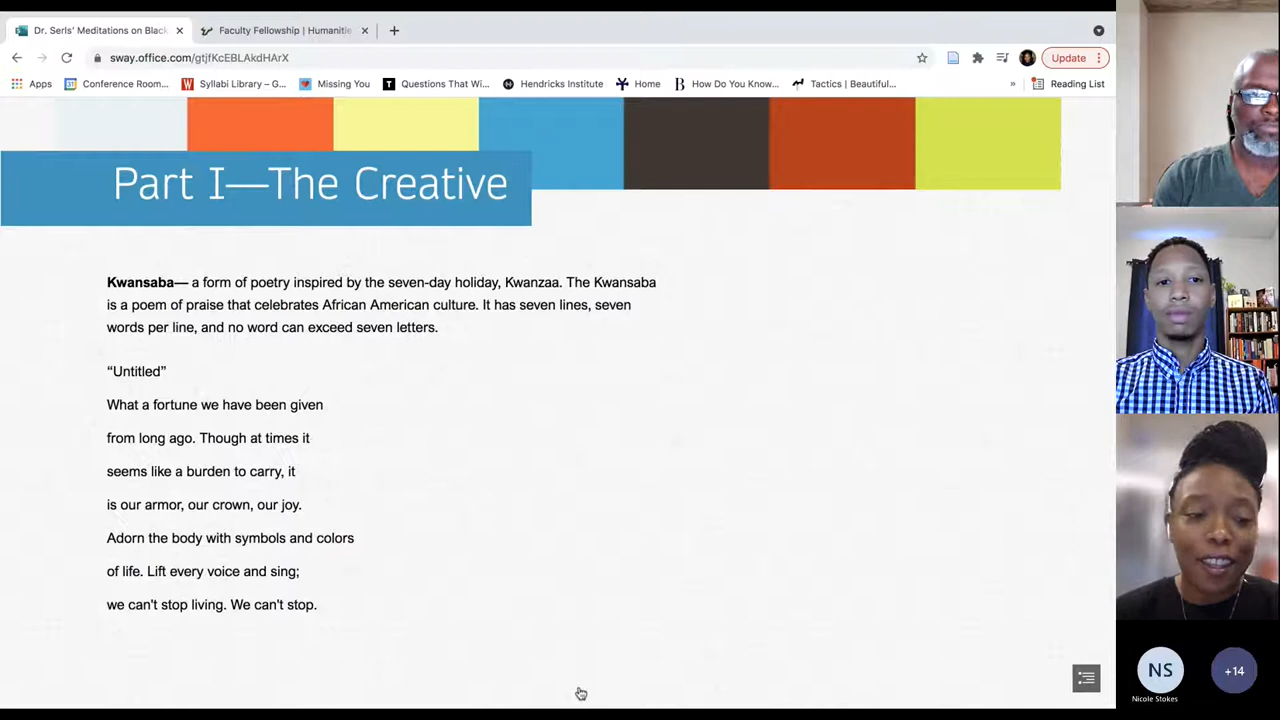 Dr. Serls' Meditations on Black
Faculty Fellowship | Humanitie
sway.office.com/gtjfKcEBLAkdHArX
Update
Apps
Conference Room...
Syllabi Library – G...
Missing You
Questions That Wi...
Hendricks Institute
Home
How Do You Know...
Tactics | Beautiful...
»
Reading List
Part I—The Creative
Kwansaba— a form of poetry inspired by the seven-day holiday, Kwanzaa. The Kwansaba
is a poem of praise that celebrates African American culture. It has seven lines, seven
words per line, and no word can exceed seven letters.
“Untitled”
What a fortune we have been given
from long ago. Though at times it
seems like a burden to carry, it
is our armor, our crown, our joy.
Adorn the body with symbols and colors
of life. Lift every voice and sing;
we can't stop living. We can't stop.
NS
Nicole Stokes
+14